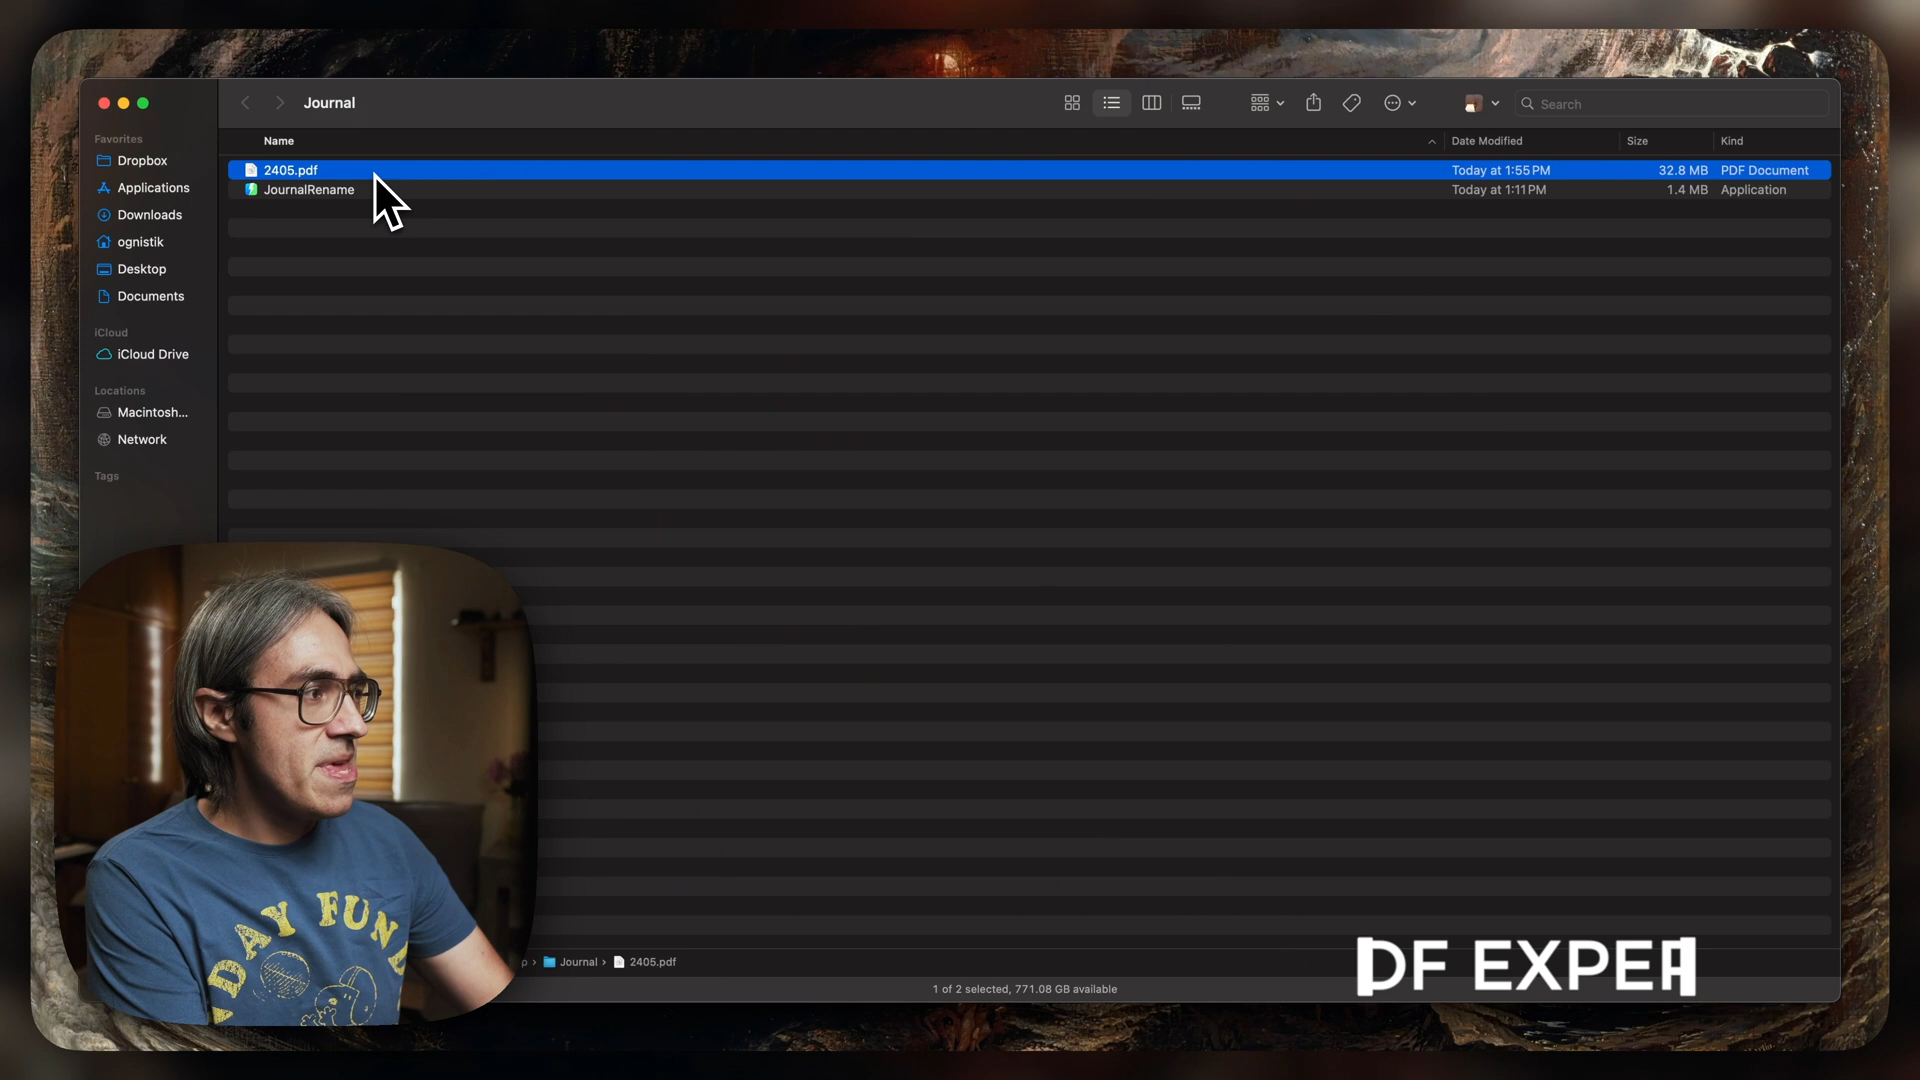 Journal
Search
Favorites
Dropbox
Applications
Downloads
ognistik
Desktop
Documents
iCloud
iCloud Drive
Locations
Macintosh...
Network
Tags
Name Date Modified Size Kind
2405.pdf Today at 1:55 PM 32.8 MB PDF Document
JournalRename Today at 1:11 PM 1.4 MB Application
p › Journal › 2405.pdf
1 of 2 selected, 771.08 GB available
DAY FUN
DF EXPER